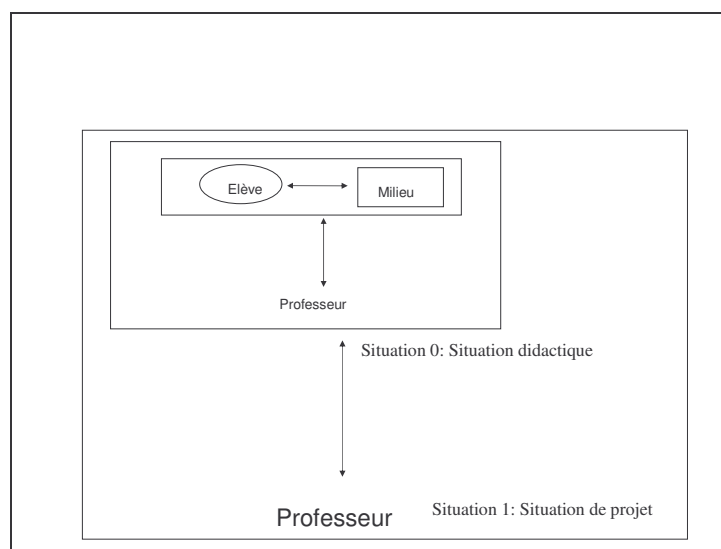 Elève
Milieu
Professeur
Situation 0: Situation didactique
Professeur
Situation 1: Situation de projet